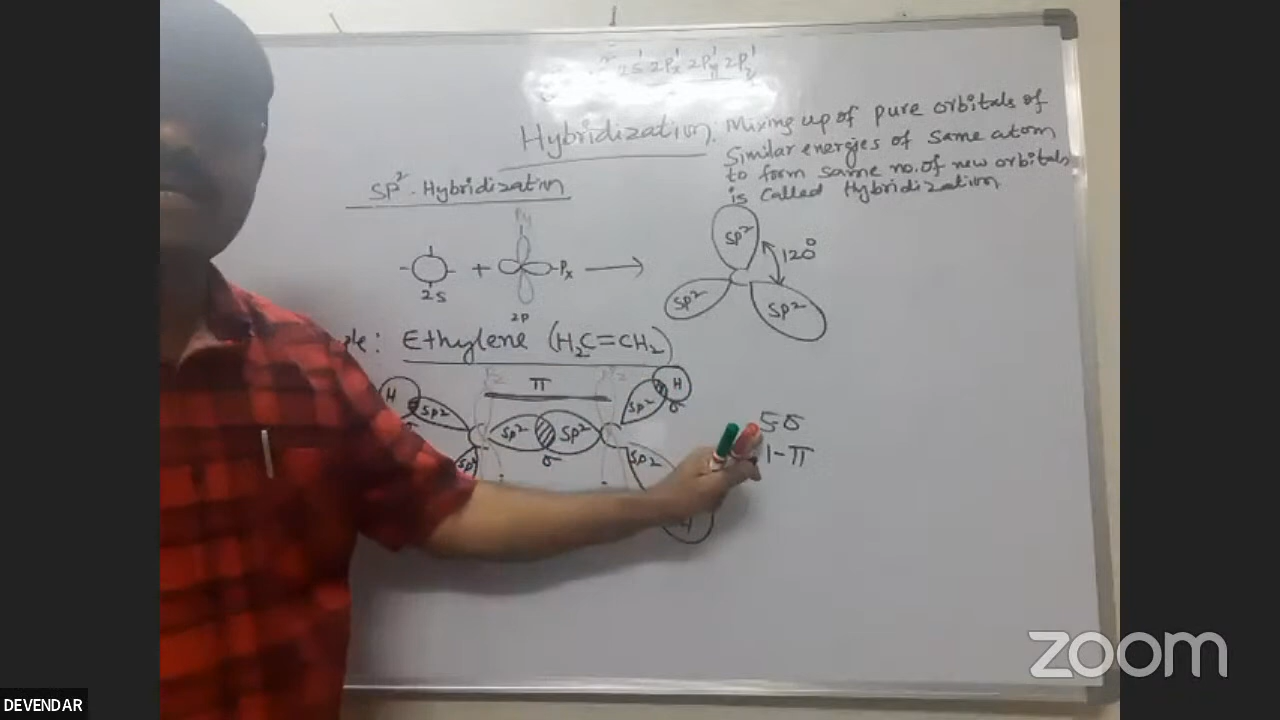 2S¹ 2Px¹ 2Py¹ 2Pz¹
Hybridization: Mixing up of pure orbitals of
Similar energies of same atom
to form same no. of new orbitals
is called Hybridization
SP² - Hybridization
Py
2S + Px
2P
SP² 120°
SP² SP²
Ethylene (H₂C=CH₂)
π
H SP² SP² H
σ
SP² SP²
σ
SP² SP2
5-σ
1-π
zoom
DEVENDAR